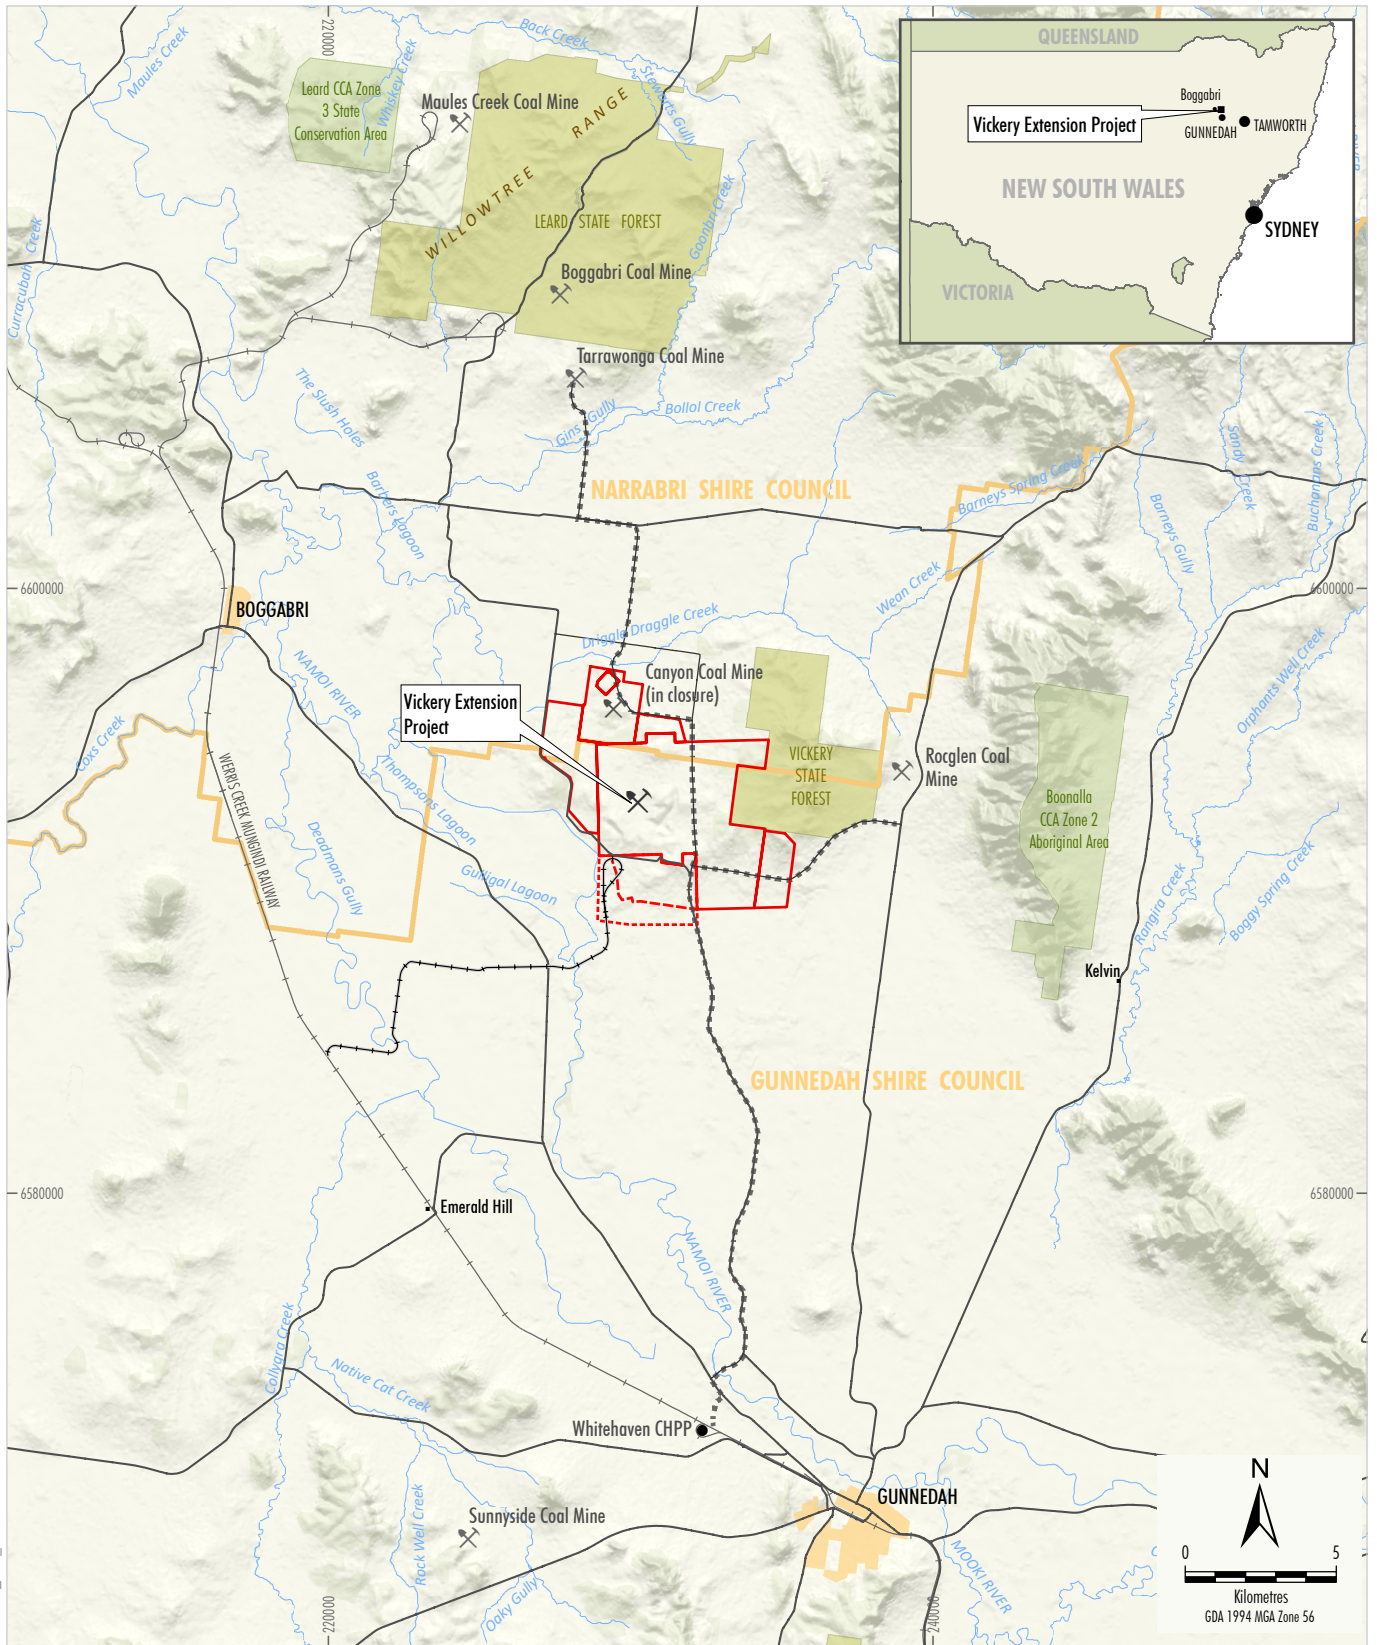 220000
Back Creek
Maules Creek
Whiskey Creek
Stewarts Gully
Leard CCA Zone
3 State
Conservation Area
Maules Creek Coal Mine
WILLOWTREE RANGE
LEARD STATE FOREST
Goonbri Creek
Boggabri Coal Mine
Curracubah Creek
Tarrawonga Coal Mine
The Slush Holes
Gins Gully
Bollol Creek
Barbers Lagoon
NARRABRI SHIRE COUNCIL
Barneys Spring Creek
Sandy Creek
Buchanans Creek
Barneys Gully
QUEENSLAND
Boggabri
Vickery Extension Project
GUNNEDAH
TAMWORTH
NEW SOUTH WALES
SYDNEY
VICTORIA
6600000
6600000
BOGGABRI
Wean Creek
Driggle Draggle Creek
Orphants Well Creek
NAMOI RIVER
Canyon Coal Mine
(in closure)
Vickery Extension
Project
Coxs Creek
Thompsons Lagoon
WERRIS CREEK MUNGINDI RAILWAY
VICKERY
STATE
FOREST
Rocglen Coal
Mine
Boonalla
CCA Zone 2
Aboriginal Area
Deadmans Gully
Gulligal Lagoon
Rangira Creek
Boggy Spring Creek
Kelvin
GUNNEDAH SHIRE COUNCIL
6580000
6580000
Emerald Hill
NAMOI RIVER
Collygra Creek
Native Cat Creek
Whitehaven CHPP
GUNNEDAH
Sunnyside Coal Mine
Rock Well Creek
Oaky Gully
MOOKI RIVER
220000
240000
N
0 5
Kilometres
GDA 1994 MGA Zone 56